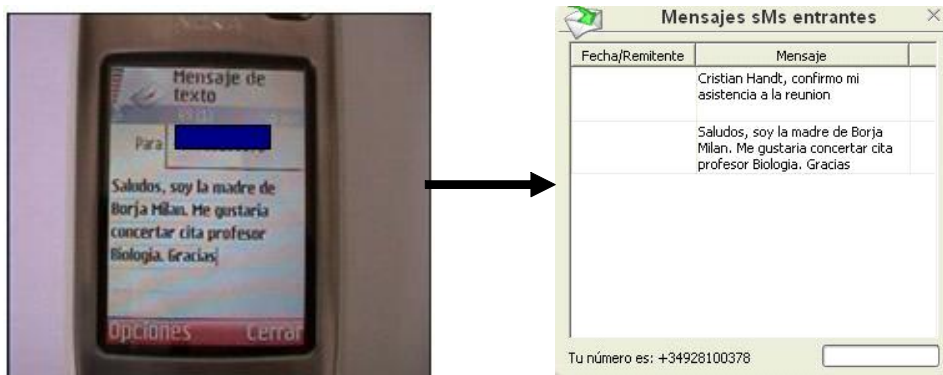 Mensaje de
texto
Para
Saludos, soy la madre de
Borja Milan. Me gustaria
concertar cita profesor
Biologia. Gracias
Opciones Cerrar
Mensajes sMs entrantes
Fecha/Remitente Mensaje
Cristian Handt, confirmo mi
asistencia a la reunion
Saludos, soy la madre de Borja
Milan. Me gustaria concertar cita
profesor Biologia. Gracias
Tu número es: +34928100378